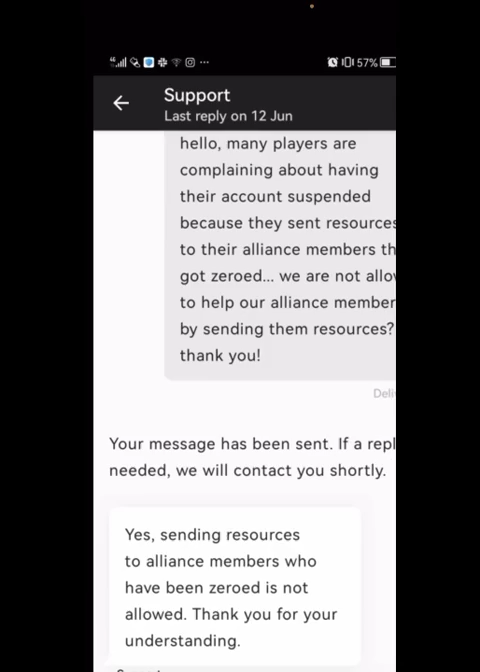 57%
Support
Last reply on 12 Jun
hello, many players are
complaining about having
their account suspended
because they sent resources
to their alliance members th
got zeroed... we are not allo
to help our alliance member
by sending them resources?
thank you!
Deli
Your message has been sent. If a repl
needed, we will contact you shortly.
Yes, sending resources
to alliance members who
have been zeroed is not
allowed. Thank you for your
understanding.